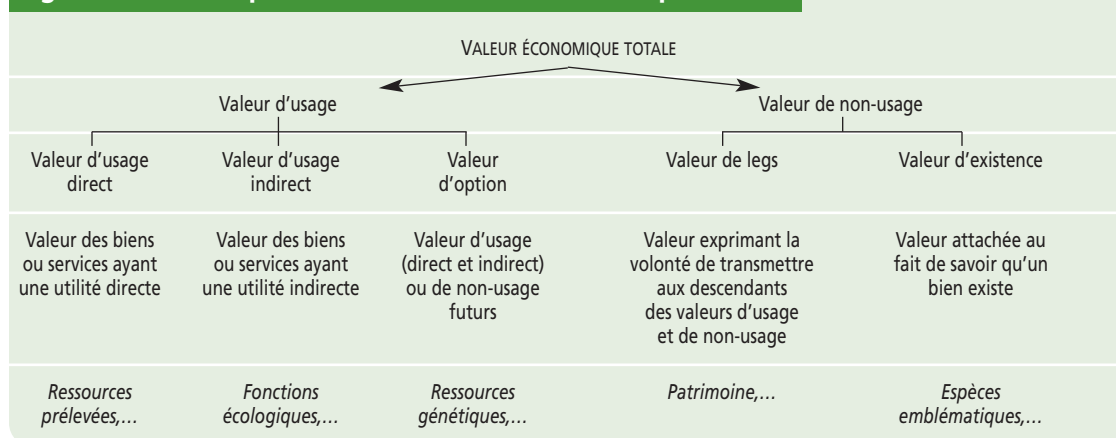 VALEUR ÉCONOMIQUE TOTALE
Valeur d'usage
Valeur de non-usage
Valeur d'usage
direct
Valeur d'usage
indirect
Valeur
d'option
Valeur de legs
Valeur d'existence
Valeur des biens
ou services ayant
une utilité directe
Valeur des biens
ou services ayant
une utilité indirecte
Valeur d'usage
(direct et indirect)
ou de non-usage
futurs
Valeur exprimant la
volonté de transmettre
aux descendants
des valeurs d'usage
et de non-usage
Valeur attachée au
fait de savoir qu'un
bien existe
Ressources
prélevées,...
Fonctions
écologiques,...
Ressources
génétiques,...
Patrimoine,...
Espèces
emblématiques,...